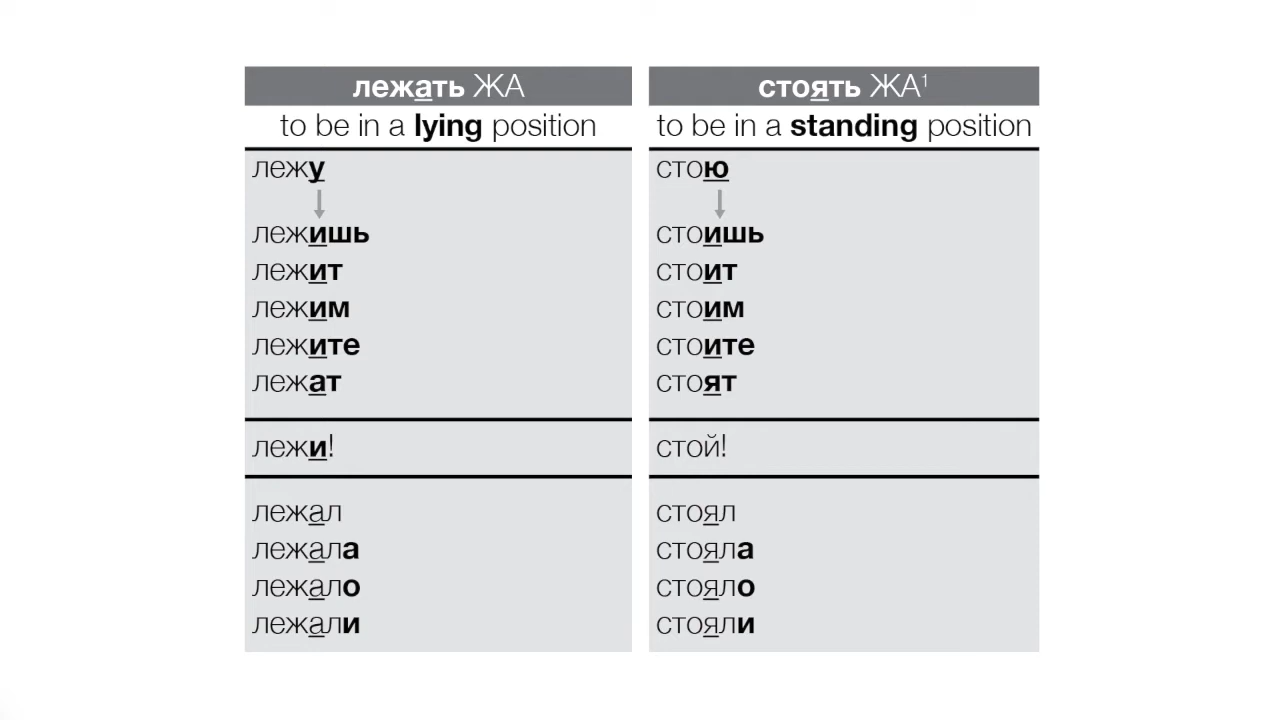 лежать ЖА
to be in a lying position
лежу
лежишь
лежит
лежим
лежите
лежат
лежи!
лежал
лежала
лежало
лежали
стоять ЖА¹
to be in a standing position
стою
стоишь
стоит
стоим
стоите
стоят
стой!
стоял
стояла
стояло
стояли